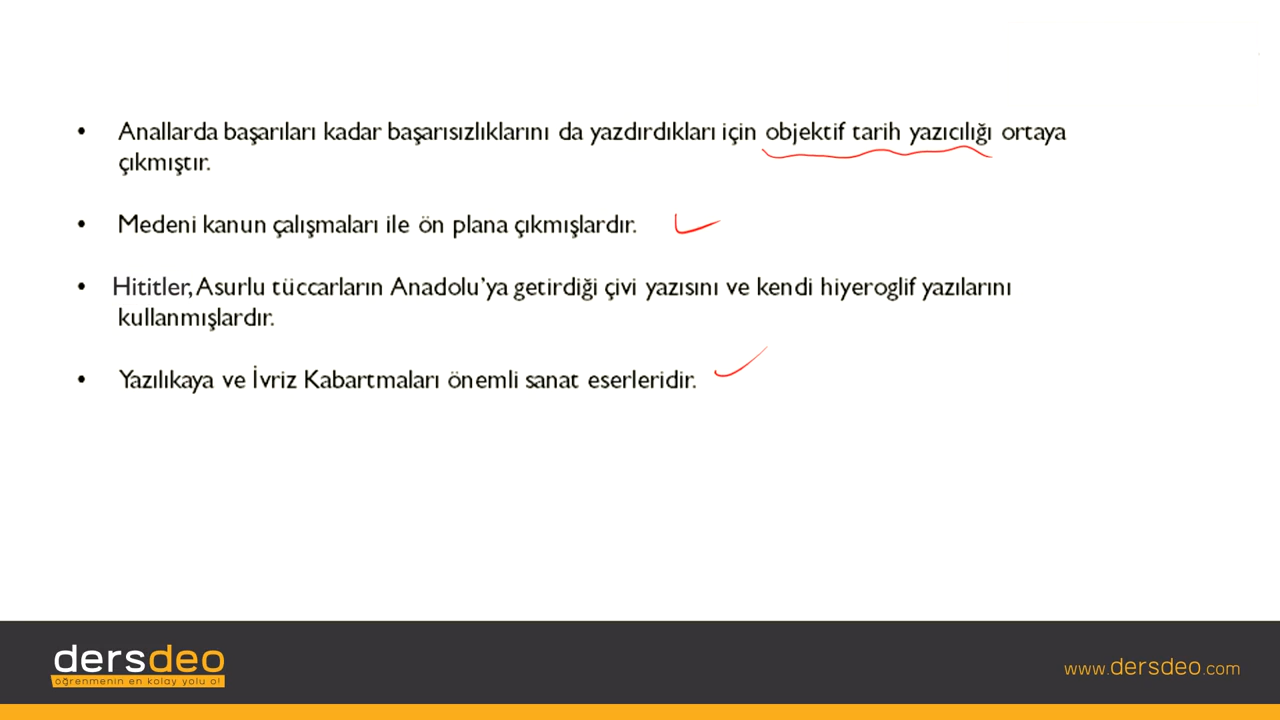 • Anallarda başarıları kadar başarısızlıklarını da yazdırdıkları için objektif tarih yazıcılığı ortaya
çıkmıştır.
• Medeni kanun çalışmaları ile ön plana çıkmışlardır.
• Hititler, Asurlu tüccarların Anadolu’ya getirdiği çivi yazısını ve kendi hiyeroglif yazılarını
kullanmışlardır.
• Yazılıkaya ve İvriz Kabartmaları önemli sanat eserleridir.
dersdeo
öğrenmenin en kolay yolu o!
www.dersdeo.com